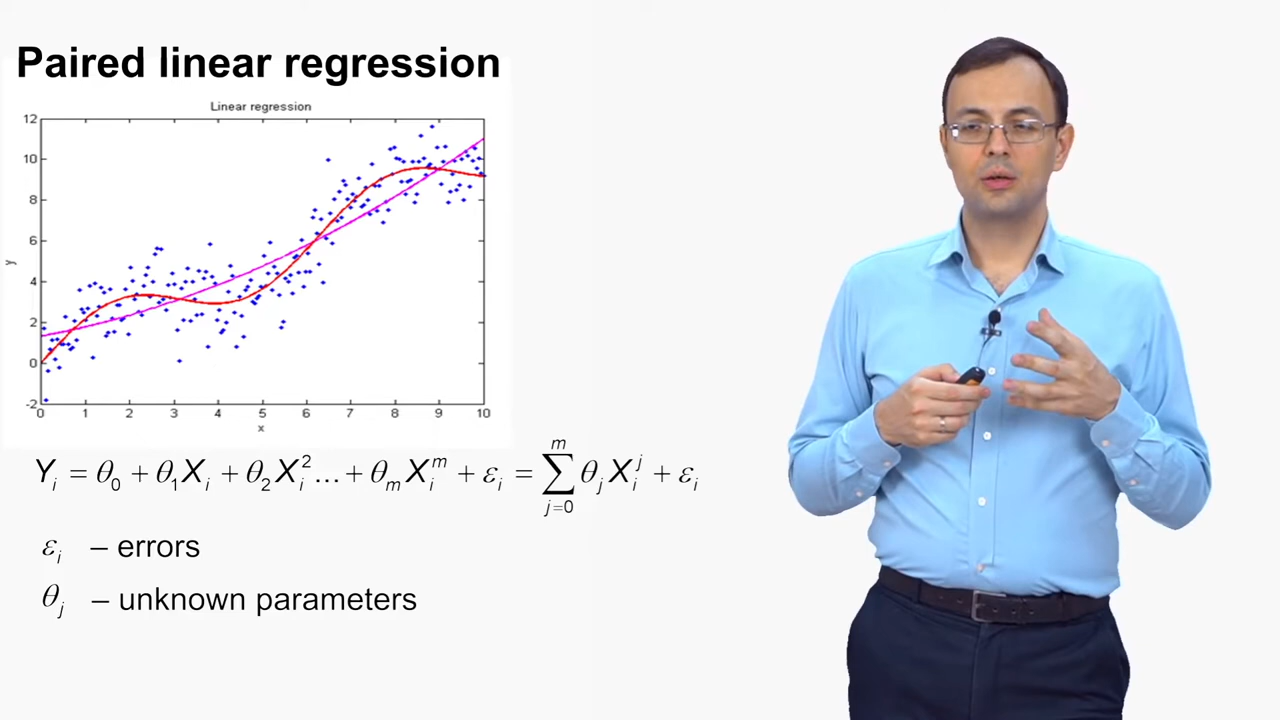 Paired linear regression
Linear regression
12
10
8
6
4
2
0
-2
y
0 1 2 3 4 5 6 7 8 9 10
x
Yᵢ = θ₀ + θ₁Xᵢ + θ₂Xᵢ² ... + θₘXᵢᵐ + εᵢ = ∑ⱼ₌₀ᵐ θⱼXᵢʲ + εᵢ
εᵢ – errors
θⱼ – unknown parameters